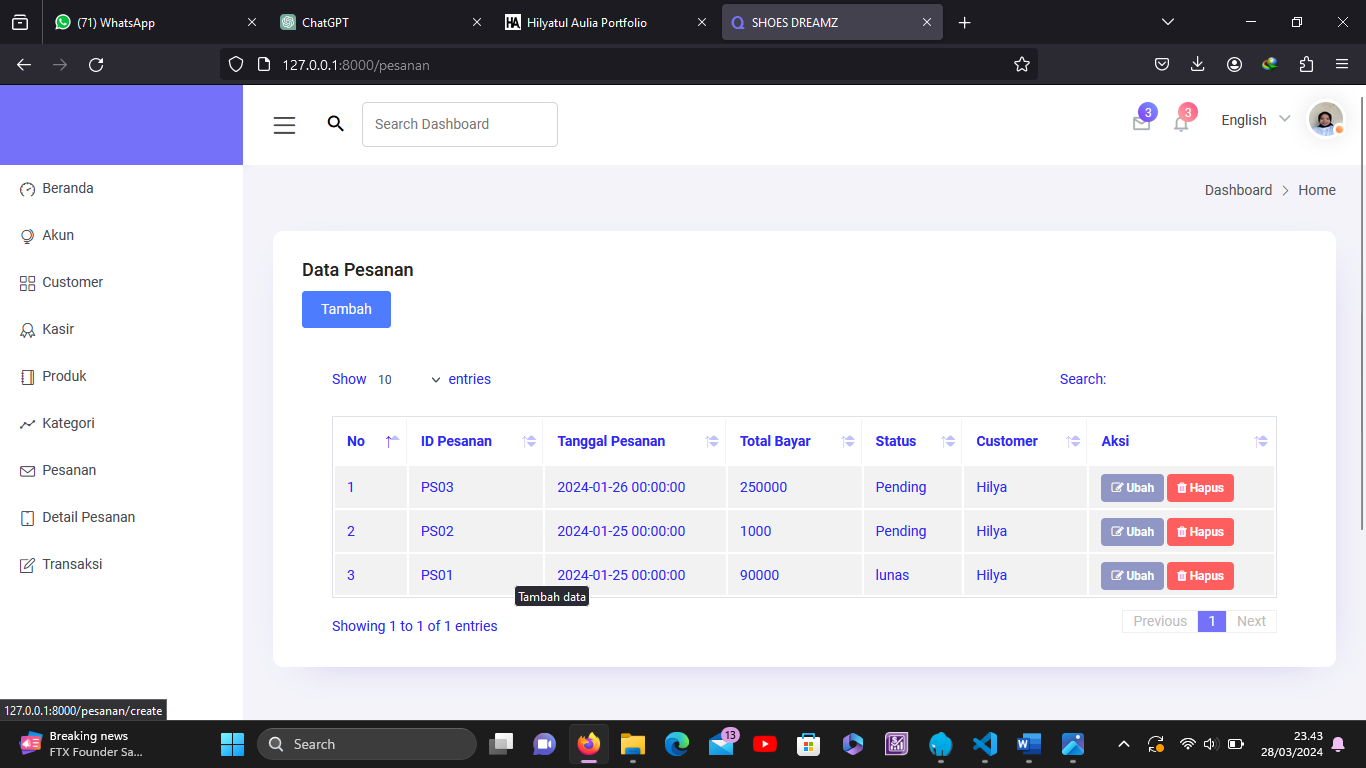 (71) WhatsApp
ChatGPT
HA Hilyatul Aulia Portfolio
SHOES DREAMZ
127.0.0.1:8000/pesanan
Search Dashboard
3
3
English
Beranda
Akun
Customer
Kasir
Produk
Kategori
Pesanan
Detail Pesanan
Transaksi
Dashboard Home
Data Pesanan
Tambah
Show 10 entries
Search:
No ID Pesanan Tanggal Pesanan Total Bayar Status Customer Aksi
1 PS03 2024-01-26 00:00:00 250000 Pending Hilya Ubah Hapus
2 PS02 2024-01-25 00:00:00 1000 Pending Hilya Ubah Hapus
3 PS01 2024-01-25 00:00:00 90000 lunas Hilya Ubah Hapus
Tambah data
Showing 1 to 1 of 1 entries
Previous 1 Next
127.0.0.1:8000/pesanan/create
Breaking news
FTX Founder Sa...
Search
13
23.43
28/03/2024